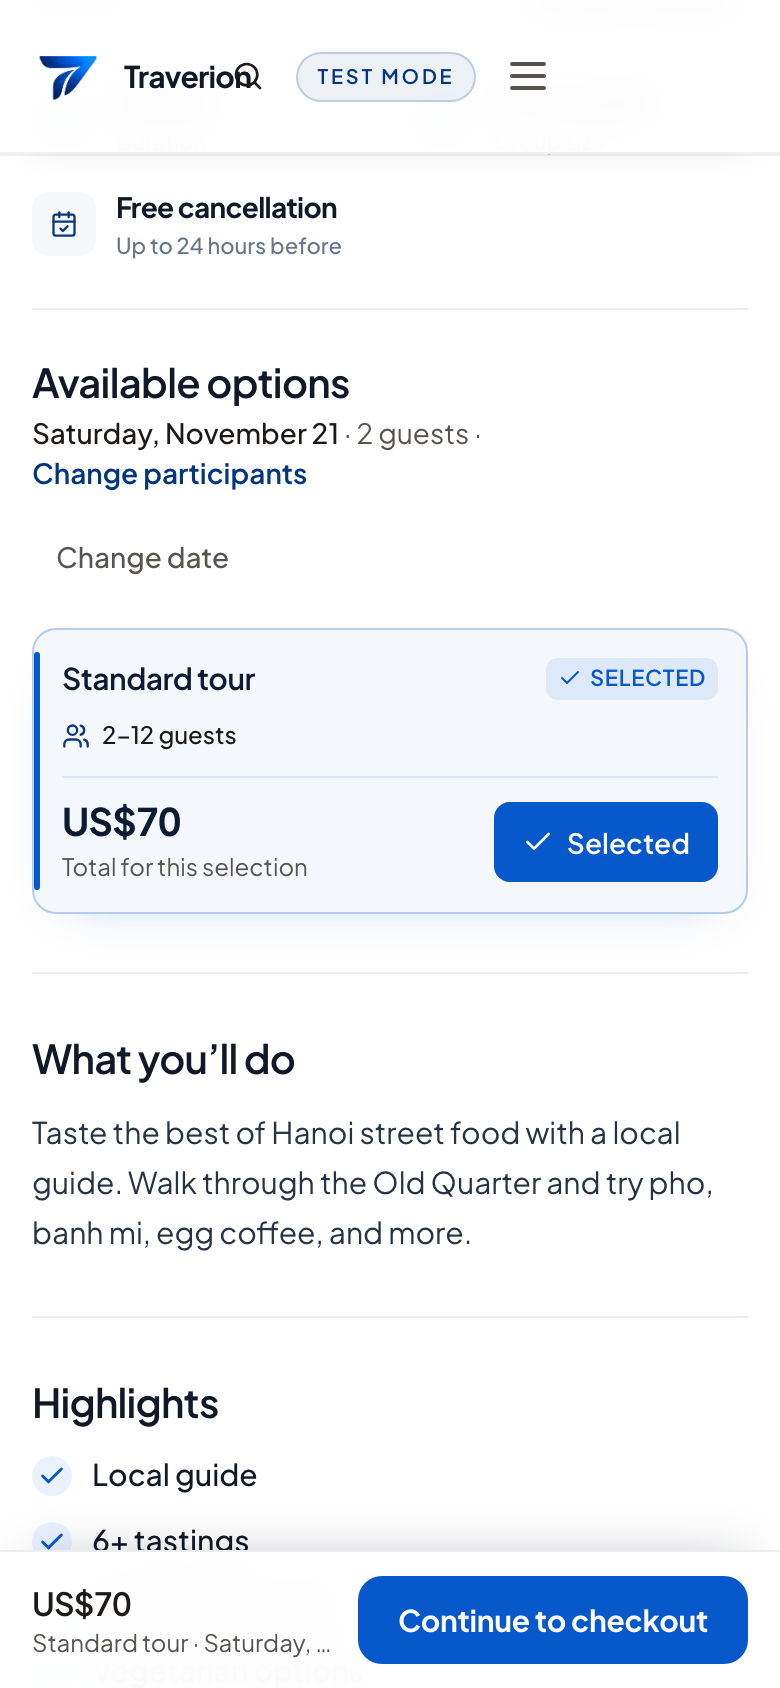 Traverion
TEST MODE
Free cancellation
Up to 24 hours before
Available options
Saturday, November 21 · 2 guests ·
Change participants
Change date
Standard tour
SELECTED
2–12 guests
US$70
Total for this selection
Selected
What you’ll do
Taste the best of Hanoi street food with a local
guide. Walk through the Old Quarter and try pho,
banh mi, egg coffee, and more.
Highlights
Local guide
6+ tastings
US$70
Standard tour · Saturday, ...
Continue to checkout
Vegetarian options